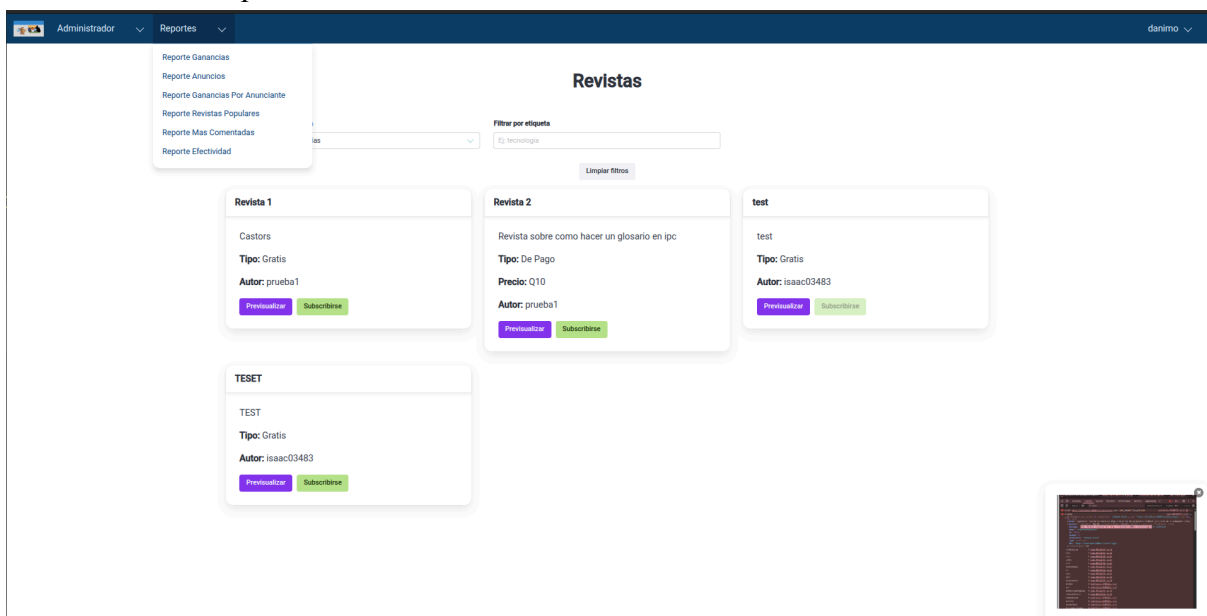 Administrador
Reportes
danimo
Reporte Ganancias
Reporte Anuncios
Reporte Ganancias Por Anunciante
Reporte Revistas Populares
Reporte Mas Comentadas
Reporte Efectividad
Revistas
Filtrar por etiqueta
Ej: tecnologia
Limpiar filtros
Revista 1
Castors
Tipo: Gratis
Autor: prueba1
Previsualizar
Subscribirse
Revista 2
Revista sobre como hacer un glosario en ipc
Tipo: De Pago
Precio: Q10
Autor: prueba1
Previsualizar
Subscribirse
test
test
Tipo: Gratis
Autor: isaac03483
Previsualizar
Subscribirse
TESET
TEST
Tipo: Gratis
Autor: isaac03483
Previsualizar
Subscribirse